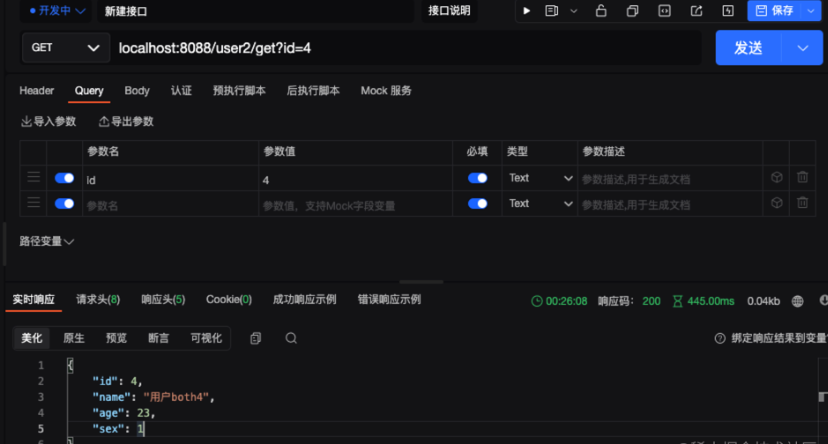 开发中 新建接口 接口说明 保存
GET localhost:8088/user2/get?id=4 发送
Header Query Body 认证 预执行脚本 后执行脚本 Mock 服务
导入参数 导出参数
参数名 参数值 必填 类型 参数描述
id 4 Text 参数描述,用于生成文档
参数名 参数值，支持Mock字段变量 Text 参数描述,用于生成文档
路径变量
实时响应 请求头(8) 响应头(5) Cookie(0) 成功响应示例 错误响应示例 00:26:08 响应码: 200 445.00ms 0.04kb
美化 原生 预览 断言 可视化 绑定响应结果到变量
1 {
2 "id": 4,
3 "name": "用户both4",
4 "age": 23,
5 "sex": 1
6 }